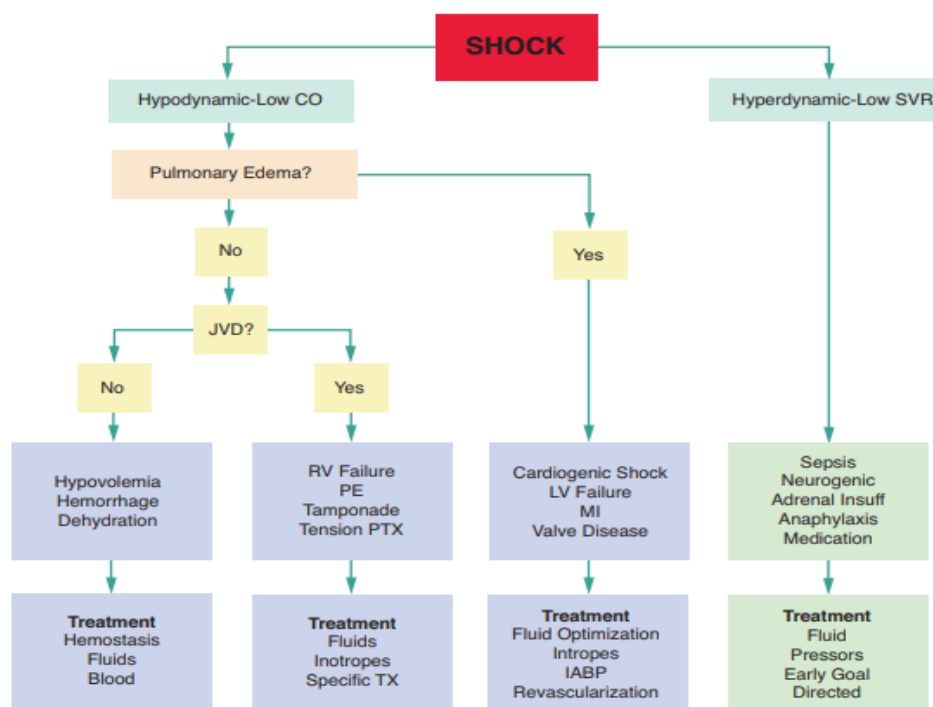 SHOCK
Hypodynamic-Low CO
Hyperdynamic-Low SVR
Pulmonary Edema?
No
Yes
JVD?
No
Yes
Hypovolemia
Hemorrhage
Dehydration
RV Failure
PE
Tamponade
Tension PTX
Cardiogenic Shock
LV Failure
MI
Valve Disease
Sepsis
Neurogenic
Adrenal Insuff
Anaphylaxis
Medication
Treatment
Hemostasis
Fluids
Blood
Treatment
Fluids
Inotropes
Specific TX
Treatment
Fluid Optimization
Intropes
IABP
Revascularization
Treatment
Fluid
Pressors
Early Goal
Directed